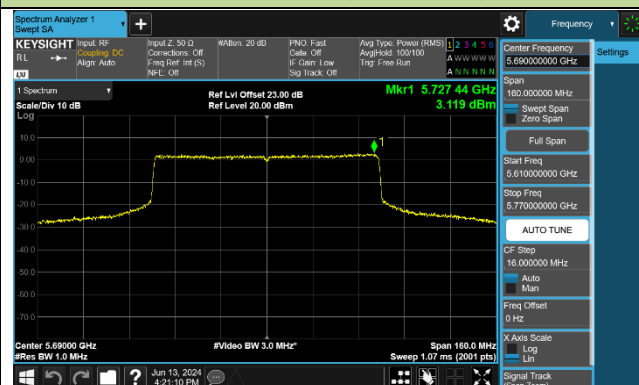 Spectrum Analyzer 1
Swept SA
+
Frequency
KEYSIGHT Input: RF
RL Coupling: DC
Align: Auto
LXI
Input Z: 50 Ω
Corrections: Off
Freq Ref: Int (S)
NFE: Off
#Atten: 20 dB
PNO: Fast
Gate: Off
IF Gain: Low
Sig Track: Off
Avg Type: Power (RMS)
Avg|Hold: 100/100
Trig: Free Run
1 2 3 4 5 6
A W W W W W
A N N N N N
Center Frequency
5.690000000 GHz
Settings
Span
160.000000 MHz
Swept Span
Zero Span
Full Span
Start Freq
5.610000000 GHz
Stop Freq
5.770000000 GHz
AUTO TUNE
CF Step
16.000000 MHz
Auto
Man
Freq Offset
0 Hz
X Axis Scale
Log
Lin
Signal Track
(Span Zoom)
1 Spectrum
Scale/Div 10 dB
Log
Ref Lvl Offset 23.00 dB
Ref Level 20.00 dBm
Mkr1 5.727 44 GHz
3.119 dBm
1
10.0
0.00
-10.0
-20.0
-30.0
-40.0
-50.0
-60.0
-70.0
Center 5.69000 GHz
#Res BW 1.0 MHz
#Video BW 3.0 MHz*
Span 160.0 MHz
Sweep 1.07 ms (2001 pts)
Jun 13, 2024
4:21:10 PM